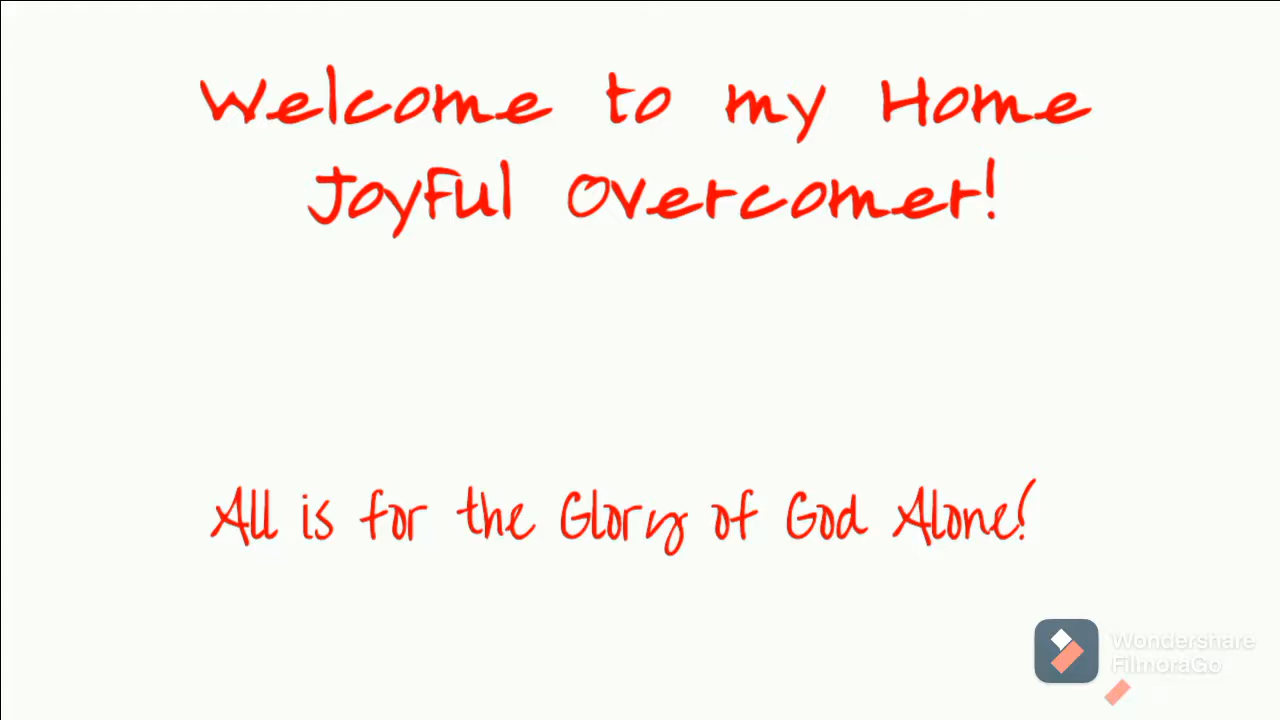 Welcome to my Home
Joyful Overcomer!
All is for the Glory of God Alone!
Wondershare
FilmoraGo